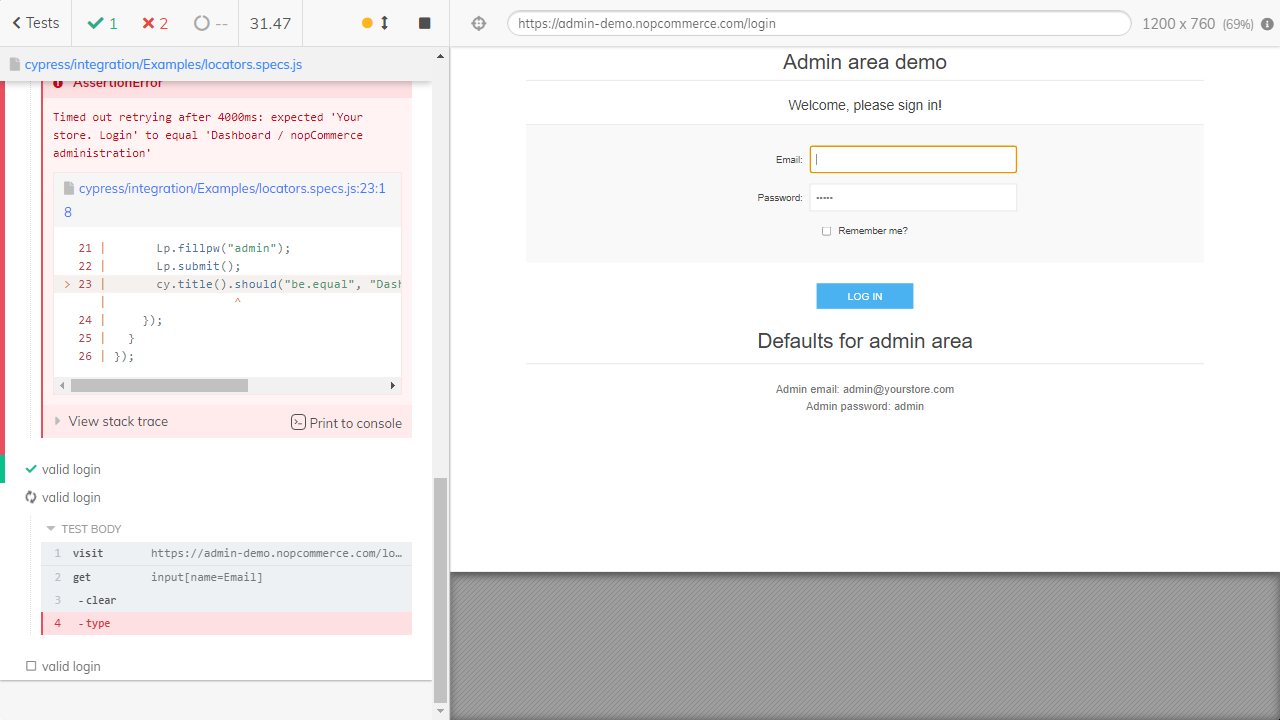 Tests
1
2
--
31.47
https://admin-demo.nopcommerce.com/login
1200 x 760 (69%)
cypress/integration/Examples/locators.specs.js
AssertionError
Timed out retrying after 4000ms: expected 'Your
store. Login' to equal 'Dashboard / nopCommerce
administration'
cypress/integration/Examples/locators.specs.js:23:1
8
21 | Lp.fillpw("admin");
22 | Lp.submit();
> 23 | cy.title().should("be.equal", "Dash
| ^
24 | });
25 | }
26 | });
View stack trace
Print to console
valid login
valid login
TEST BODY
1 visit https://admin-demo.nopcommerce.com/lo…
2 get input[name=Email]
3 -clear
4 -type
valid login
Admin area demo
Welcome, please sign in!
Email:
Password: •••••
Remember me?
LOG IN
Defaults for admin area
Admin email: admin@yourstore.com
Admin password: admin